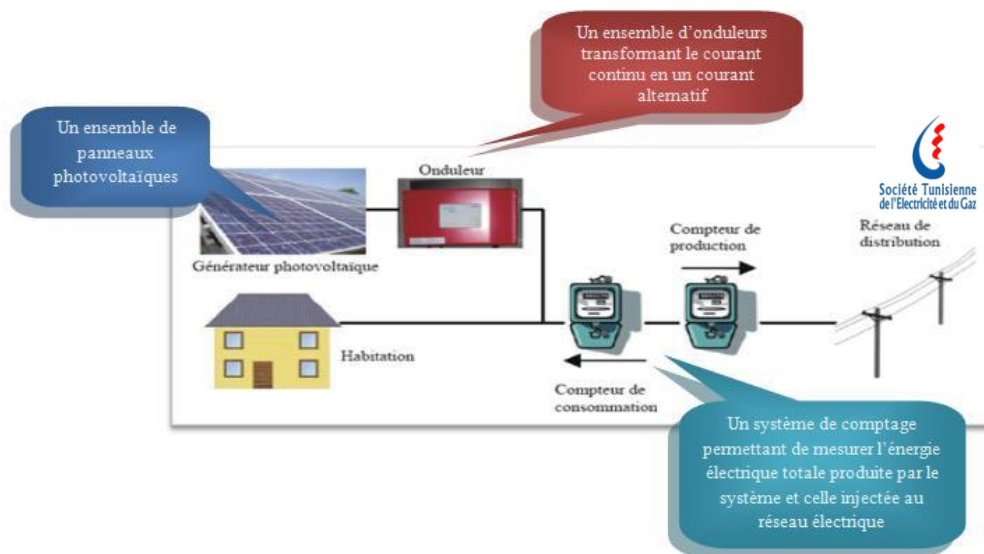 Un ensemble d'onduleurs
transformant le courant
continu en un courant
alternatif
Un ensemble de
panneaux
photovoltaïques
Onduleur
Société Tunisienne
de l'Electricité et du Gaz
Générateur photovoltaïque
Compteur de
production
Réseau de
distribution
Habitation
Compteur de
consommation
Un système de comptage
permettant de mesurer l'énergie
électrique totale produite par le
système et celle injectée au
réseau électrique